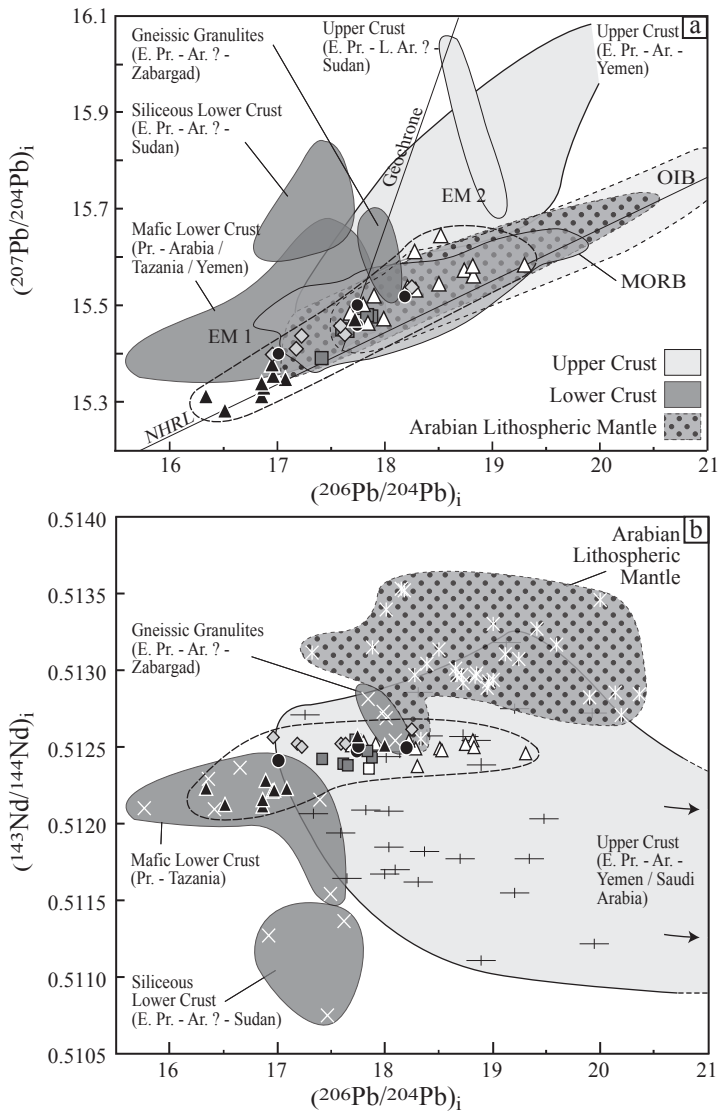 16.1
15.9
15.7
15.5
15.3
(207Pb/204Pb)i
a
Gneissic Granulites
(E. Pr. - Ar. ? -
Zabargad)
Upper Crust
(E. Pr. - L. Ar. ? -
Sudan)
Upper Crust
(E. Pr. - Ar. -
Yemen)
Siliceous Lower Crust
(E. Pr. - Ar. ? -
Sudan)
Geochrone
Mafic Lower Crust
(Pr. - Arabia /
Tazania / Yemen)
EM 2
OIB
MORB
EM 1
NHRL
Upper Crust
Lower Crust
Arabian Lithospheric Mantle
16
17
18
19
20
21
(206Pb/204Pb)i
0.5140
0.5135
0.5130
0.5125
0.5120
0.5115
0.5110
0.5105
(143Nd/144Nd)i
b
Arabian
Lithospheric
Mantle
Gneissic Granulites
(E. Pr. - Ar. ? -
Zabargad)
Mafic Lower Crust
(Pr. - Tazania)
Upper Crust
(E. Pr. - Ar. -
Yemen / Saudi
Arabia)
Siliceous
Lower Crust
(E. Pr. - Ar. ? - Sudan)
16
17
18
19
20
21
(206Pb/204Pb)i